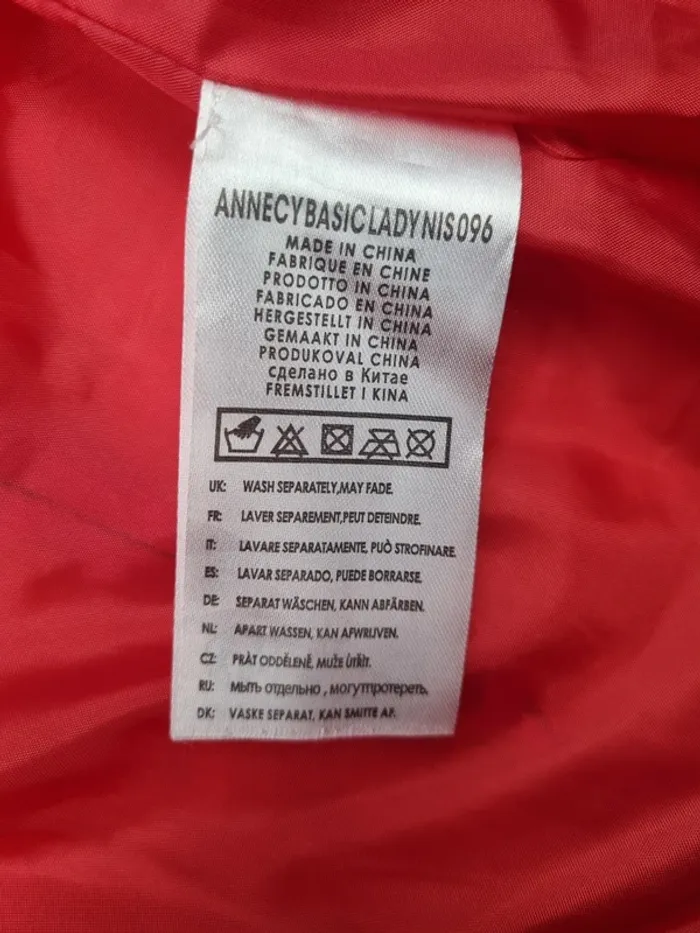 ANNECYBASICLADYNIS096
MADE IN CHINA
FABRIQUE EN CHINE
PRODOTTO IN CHINA
FABRICADO EN CHINA
HERGESTELLT IN CHINA
GEMAAKT IN CHINA
PRODUKOVAL CHINA
сделано в Китае
FREMSTILLET I KINA
UK: WASH SEPARATELY,MAY FADE.
FR: LAVER SEPAREMENT,PEUT DETEINDRE.
IT: LAVARE SEPARATAMENTE, PUÒ STROFINARE.
ES: LAVAR SEPARADO, PUEDE BORRARSE.
DE: SEPARAT WÄSCHEN, KANN ABFÄRBEN.
NL: APART WASSEN, KAN AFWRIJVEN.
CZ: PRÁT ODDĚLENĚ, MUŽE ÚTŘÍT.
RU: мыть отдельно , могутпротереть.
DK: VASKE SEPARAT, KAN SMITTE AF.